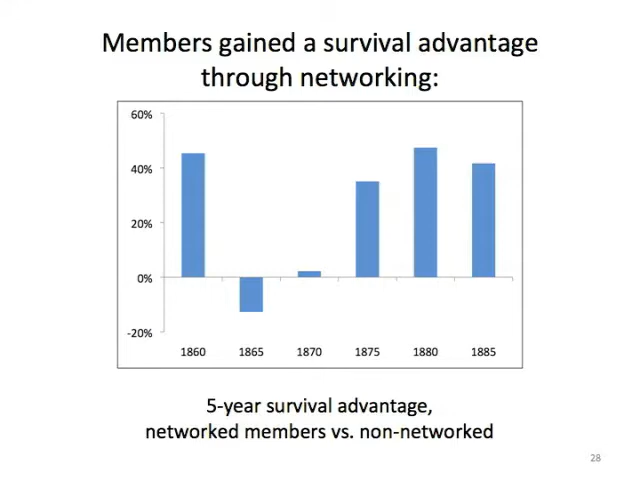 Members gained a survival advantage
through networking:
60%
40%
20%
0%
-20%
1860 1865 1870 1875 1880 1885
5-year survival advantage,
networked members vs. non-networked
28